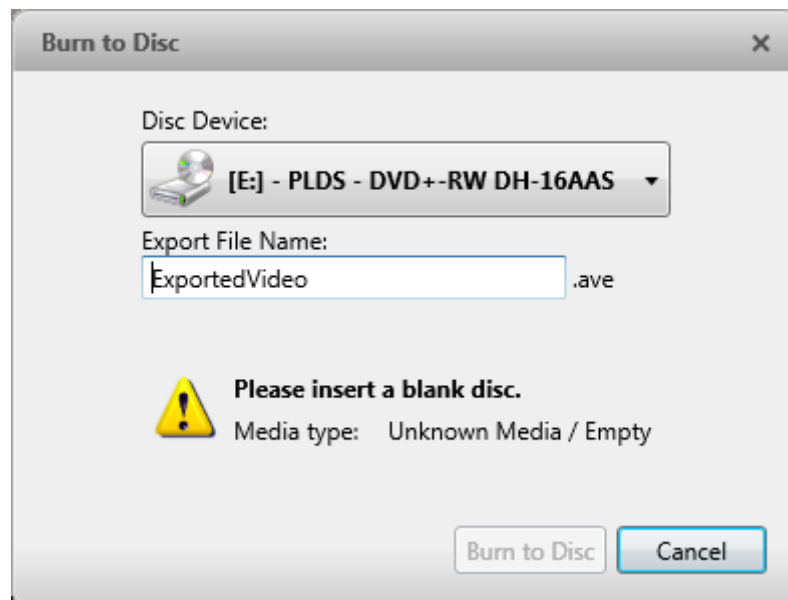 Burn to Disc
Disc Device:
[E:] - PLDS - DVD+-RW DH-16AAS
Export File Name:
ExportedVideo .ave
Please insert a blank disc.
Media type: Unknown Media / Empty
Burn to Disc Cancel